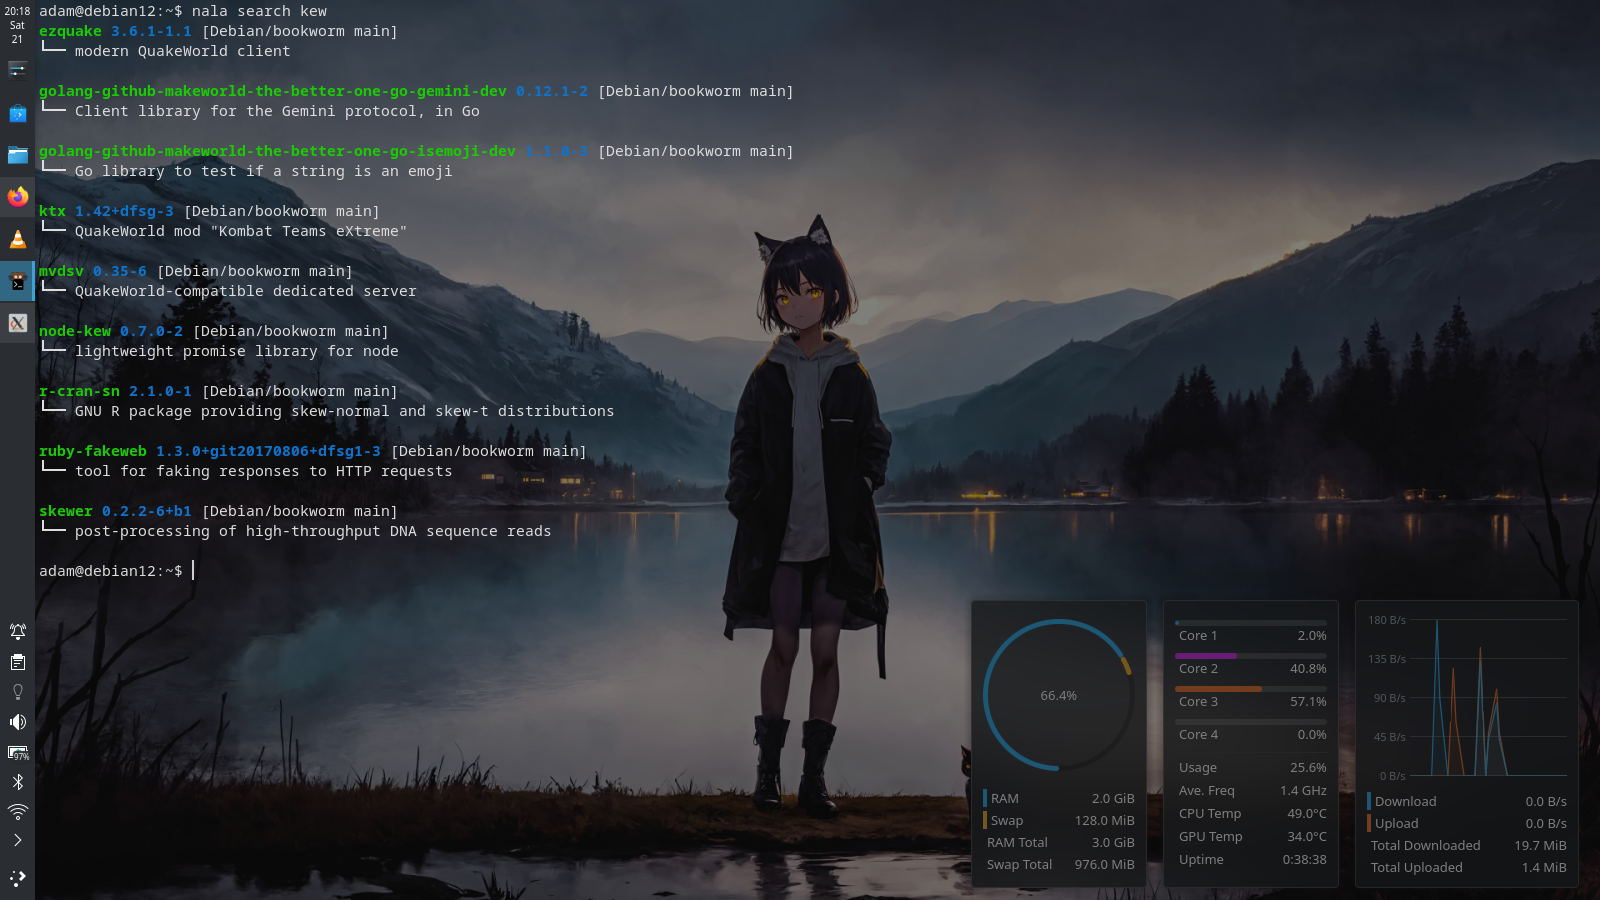 20:18
Sat
21
adam@debian12:~$ nala search kew
ezquake 3.6.1-1.1 [Debian/bookworm main]
└── modern QuakeWorld client
golang-github-makeworld-the-better-one-go-gemini-dev 0.12.1-2 [Debian/bookworm main]
└── Client library for the Gemini protocol, in Go
golang-github-makeworld-the-better-one-go-isemoji-dev 1.1.0-3 [Debian/bookworm main]
└── Go library to test if a string is an emoji
ktx 1.42+dfsg-3 [Debian/bookworm main]
└── QuakeWorld mod "Kombat Teams eXtreme"
mvdsv 0.35-6 [Debian/bookworm main]
└── QuakeWorld-compatible dedicated server
node-kew 0.7.0-2 [Debian/bookworm main]
└── lightweight promise library for node
r-cran-sn 2.1.0-1 [Debian/bookworm main]
└── GNU R package providing skew-normal and skew-t distributions
ruby-fakeweb 1.3.0+git20170806+dfsg1-3 [Debian/bookworm main]
└── tool for faking responses to HTTP requests
skewer 0.2.2-6+b1 [Debian/bookworm main]
└── post-processing of high-throughput DNA sequence reads
adam@debian12:~$
97%
66.4%
RAM 2.0 GiB
Swap 128.0 MiB
RAM Total 3.0 GiB
Swap Total 976.0 MiB
Core 1 2.0%
Core 2 40.8%
Core 3 57.1%
Core 4 0.0%
Usage 25.6%
Ave. Freq 1.4 GHz
CPU Temp 49.0°C
GPU Temp 34.0°C
Uptime 0:38:38
180 B/s
135 B/s
90 B/s
45 B/s
0 B/s
Download 0.0 B/s
Upload 0.0 B/s
Total Downloaded 19.7 MiB
Total Uploaded 1.4 MiB